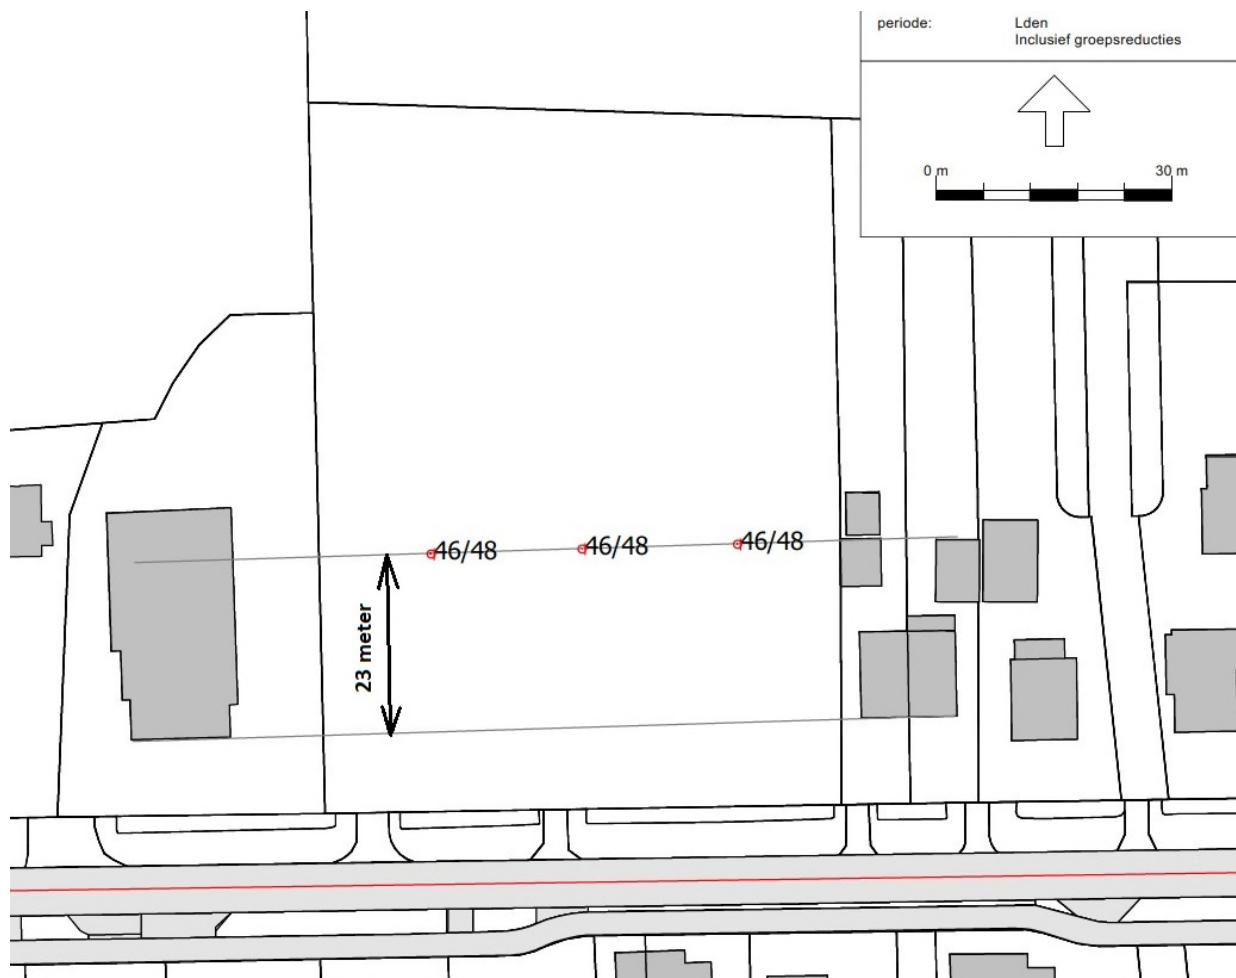 periode: Lden
Inclusief groepsreducties
0 m 30 m
46/48 46/48 46/48
23 meter